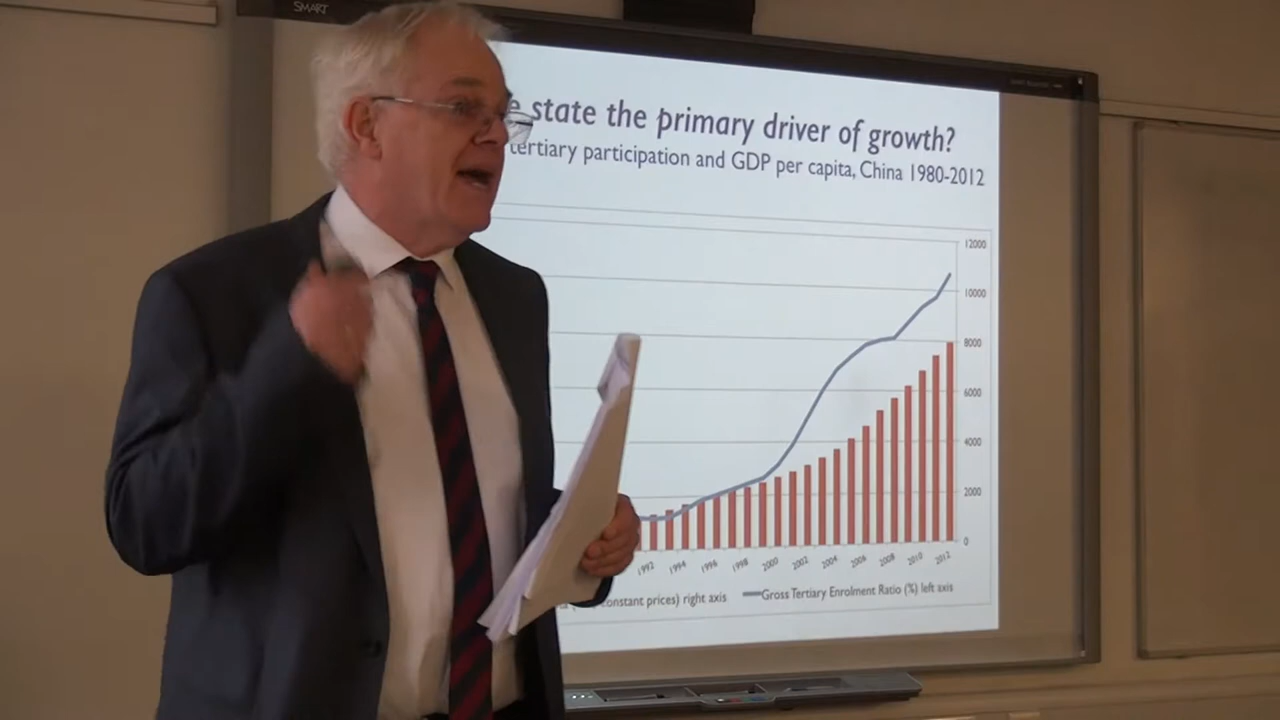 SMART
e state the primary driver of growth?
tertiary participation and GDP per capita, China 1980-2012
12000
10000
8000
6000
4000
2000
0
1992 1994 1996 1998 2000 2002 2004 2006 2008 2010 2012
constant prices) right axis Gross Tertiary Enrolment Ratio (%) left axis